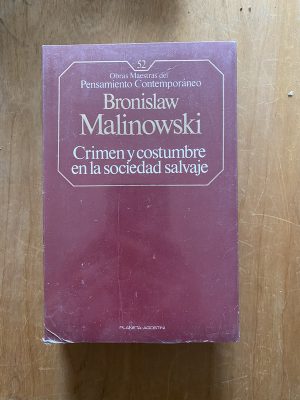 52
Obras Maestras del
Pensamiento Contemporáneo
Bronislaw
Malinowski
Crimen y costumbre
en la sociedad salvaje
PLANETA-AGOSTINI